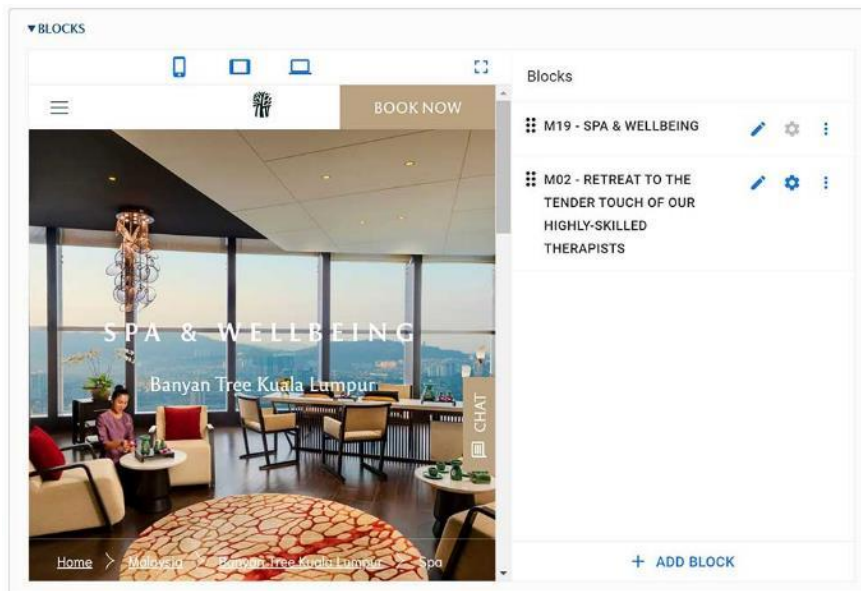 ▼BLOCKS
BOOK NOW
SPA & WELLBEING
Banyan Tree Kuala Lumpur
CHAT
Home > Malaysia > Banyan Tree Kuala Lumpur > Spa
Blocks
M19 - SPA & WELLBEING
M02 - RETREAT TO THE
TENDER TOUCH OF OUR
HIGHLY-SKILLED
THERAPISTS
+ ADD BLOCK